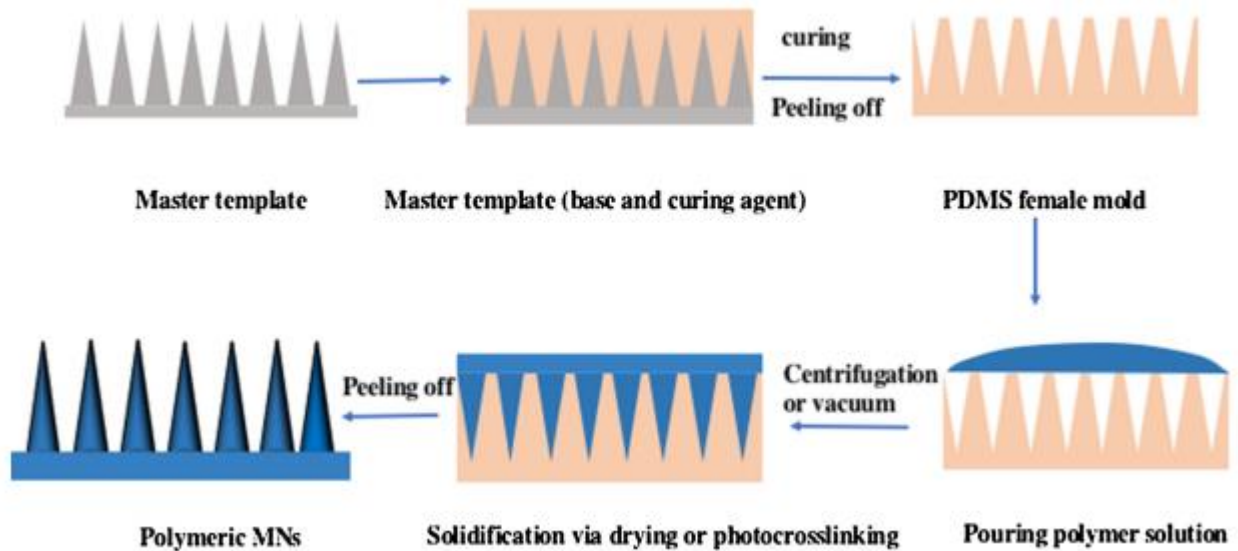 curing
Peeling off
Master template
Master template (base and curing agent)
PDMS female mold
Peeling off
Centrifugation
or vacuum
Polymeric MNs
Solidification via drying or photocrosslinking
Pouring polymer solution